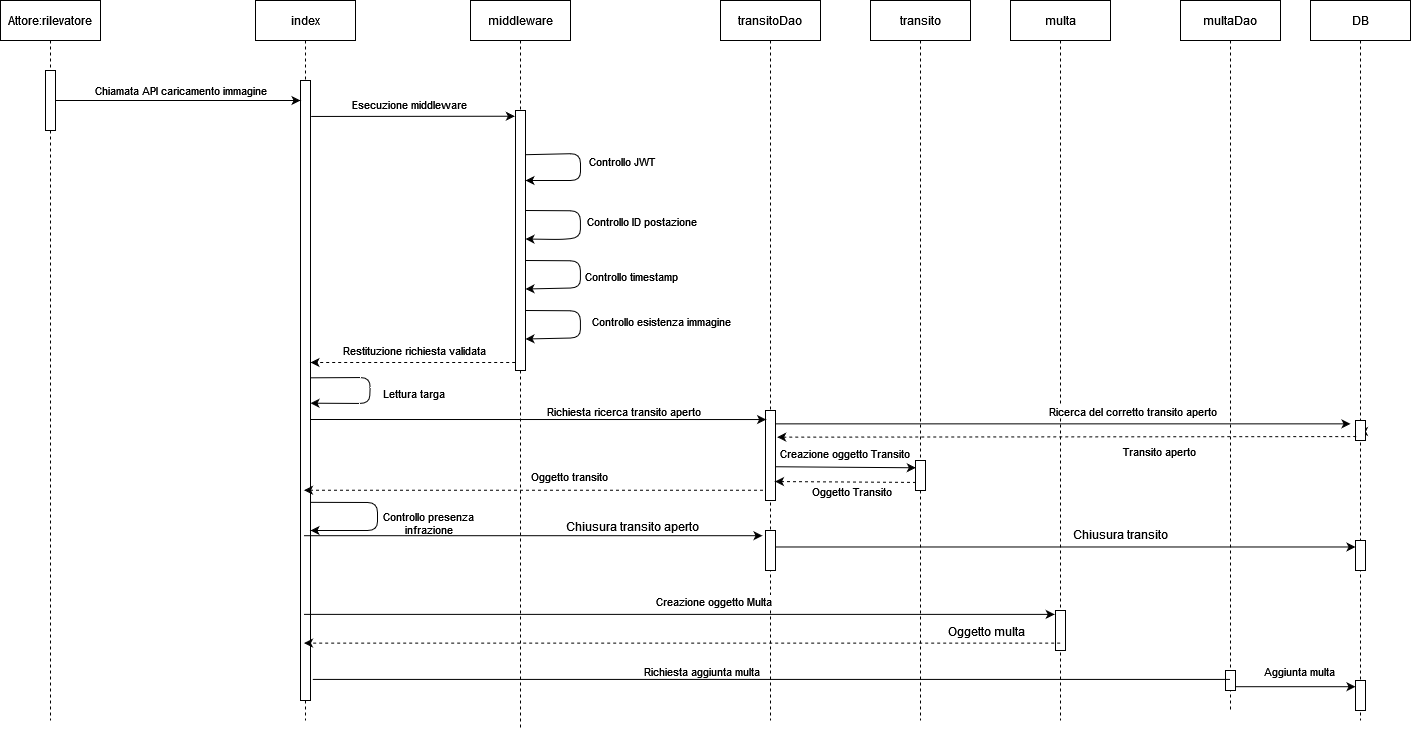 Attore:rilevatore
index
middleware
transitoDao
transito
multa
multaDao
DB
Chiamata API caricamento immagine
Esecuzione middleware
Controllo JWT
Controllo ID postazione
Controllo timestamp
Controllo esistenza immagine
Restituzione richiesta validata
Lettura targa
Richiesta ricerca transito aperto
Ricerca del corretto transito aperto
Transito aperto
Creazione oggetto Transito
Oggetto transito
Oggetto Transito
Controllo presenza
infrazione
Chiusura transito aperto
Chiusura transito
Creazione oggetto Multa
Oggetto multa
Richiesta aggiunta multa
Aggiunta multa